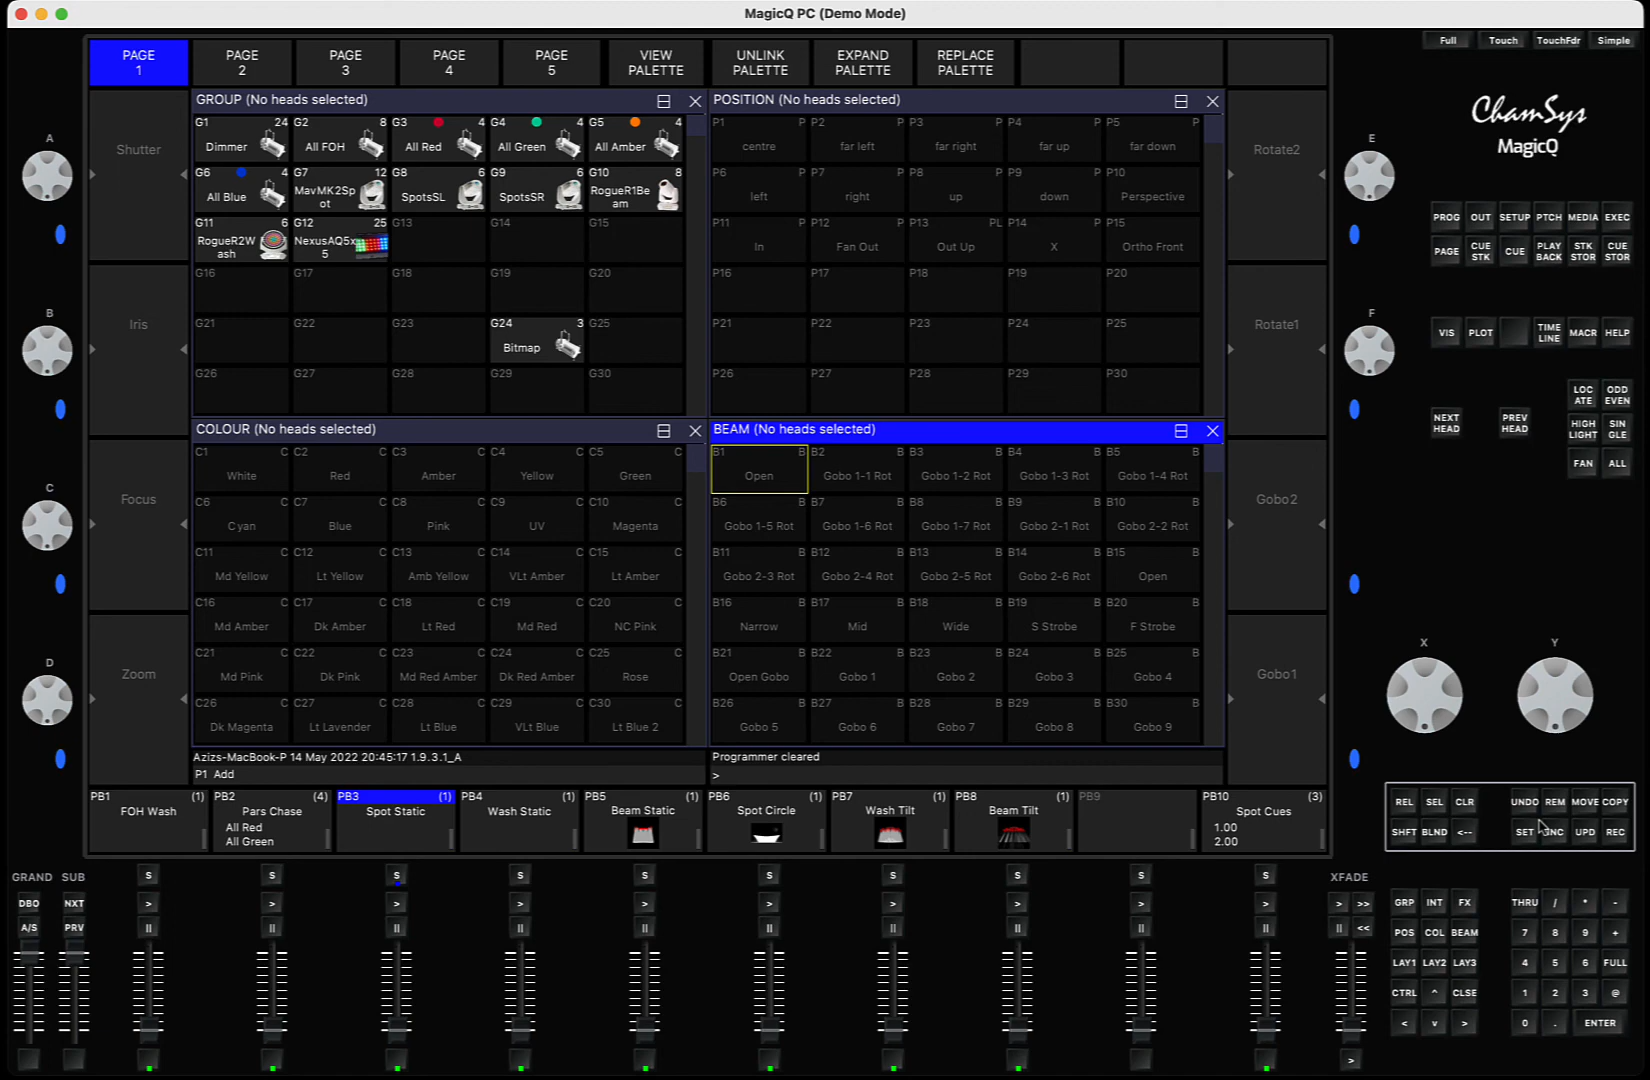 MagicQ PC (Demo Mode)
Full Touch TouchFdr Simple
PAGE 1
PAGE 2
PAGE 3
PAGE 4
PAGE 5
VIEW PALETTE
UNLINK PALETTE
EXPAND PALETTE
REPLACE PALETTE
ChamSys
MagicQ
A
B
C
D
Shutter
Iris
Focus
Zoom
GROUP (No heads selected)
G1 24 Dimmer
G2 8 All FOH
G3 4 All Red
G4 4 All Green
G5 4 All Amber
G6 4 All Blue
G7 12 MavMK2Spot
G8 6 SpotsSL
G9 6 SpotsSR
G10 8 RogueR1Beam
G11 6 RogueR2Wash
G12 25 NexusAQ5x5
G13 G14 G15
G16 G17 G18 G19 G20
G21 G22 G23
G24 3 Bitmap
G25
G26 G27 G28 G29 G30
POSITION (No heads selected)
P1 P centre
P2 P far left
P3 P far right
P4 P far up
P5 P far down
P6 P left
P7 P right
P8 P up
P9 P down
P10 P Perspective
P11 P In
P12 P Fan Out
P13 PL Out Up
P14 P X
P15 P Ortho Front
P16 P17 P18 P19 P20
P21 P22 P23 P24 P25
P26 P27 P28 P29 P30
COLOUR (No heads selected)
C1 C White
C2 C Red
C3 C Amber
C4 C Yellow
C5 C Green
C6 C Cyan
C7 C Blue
C8 C Pink
C9 C UV
C10 C Magenta
C11 C Md Yellow
C12 C Lt Yellow
C13 C Amb Yellow
C14 C VLt Amber
C15 C Lt Amber
C16 C Md Amber
C17 C Dk Amber
C18 C Lt Red
C19 C Md Red
C20 C NC Pink
C21 C Md Pink
C22 C Dk Pink
C23 C Md Red Amber
C24 C Dk Red Amber
C25 C Rose
C26 C Dk Magenta
C27 C Lt Lavender
C28 C Lt Blue
C29 C VLt Blue
C30 C Lt Blue 2
BEAM (No heads selected)
B1 B Open
B2 B Gobo 1-1 Rot
B3 B Gobo 1-2 Rot
B4 B Gobo 1-3 Rot
B5 B Gobo 1-4 Rot
B6 B Gobo 1-5 Rot
B7 B Gobo 1-6 Rot
B8 B Gobo 1-7 Rot
B9 B Gobo 2-1 Rot
B10 B Gobo 2-2 Rot
B11 B Gobo 2-3 Rot
B12 B Gobo 2-4 Rot
B13 B Gobo 2-5 Rot
B14 B Gobo 2-6 Rot
B15 B Open
B16 B Narrow
B17 B Mid
B18 B Wide
B19 B S Strobe
B20 B F Strobe
B21 B Open Gobo
B22 B Gobo 1
B23 B Gobo 2
B24 B Gobo 3
B25 B Gobo 4
B26 B Gobo 5
B27 B Gobo 6
B28 B Gobo 7
B29 B Gobo 8
B30 B Gobo 9
Rotate2
Rotate1
Gobo2
Gobo1
E
F
X
Y
PROG OUT SETUP PTCH MEDIA EXEC
PAGE CUE STK CUE PLAY BACK STK STOR CUE STOR
VIS PLOT TIME LINE MACR HELP
LOC ATE ODD EVEN
NEXT HEAD PREV HEAD HIGH LIGHT SIN GLE
FAN ALL
Azizs-MacBook-P 14 May 2022 20:45:17 1.9.3.1_A
P1 Add
Programmer cleared
>
PB1 (1) FOH Wash
PB2 (4) Pars Chase
All Red
All Green
PB3 (1) Spot Static
PB4 (1) Wash Static
PB5 (1) Beam Static
PB6 (1) Spot Circle
PB7 (1) Wash Tilt
PB8 (1) Beam Tilt
PB9
PB10 (3) Spot Cues
1.00
2.00
REL SEL CLR UNDO REM MOVE COPY
SHFT BLND <-- SET INC UPD REC
GRAND SUB
S S S S S S S S S S
XFADE
DBO NXT
> > > > > > > > > > > >>
A/S PRV
II II II II II II II II II II II <<
GRP INT FX THRU / * -
POS COL BEAM 7 8 9 +
LAY1 LAY2 LAY3 4 5 6 FULL
CTRL ^ CLSE 1 2 3 @
< v > 0 . ENTER
>